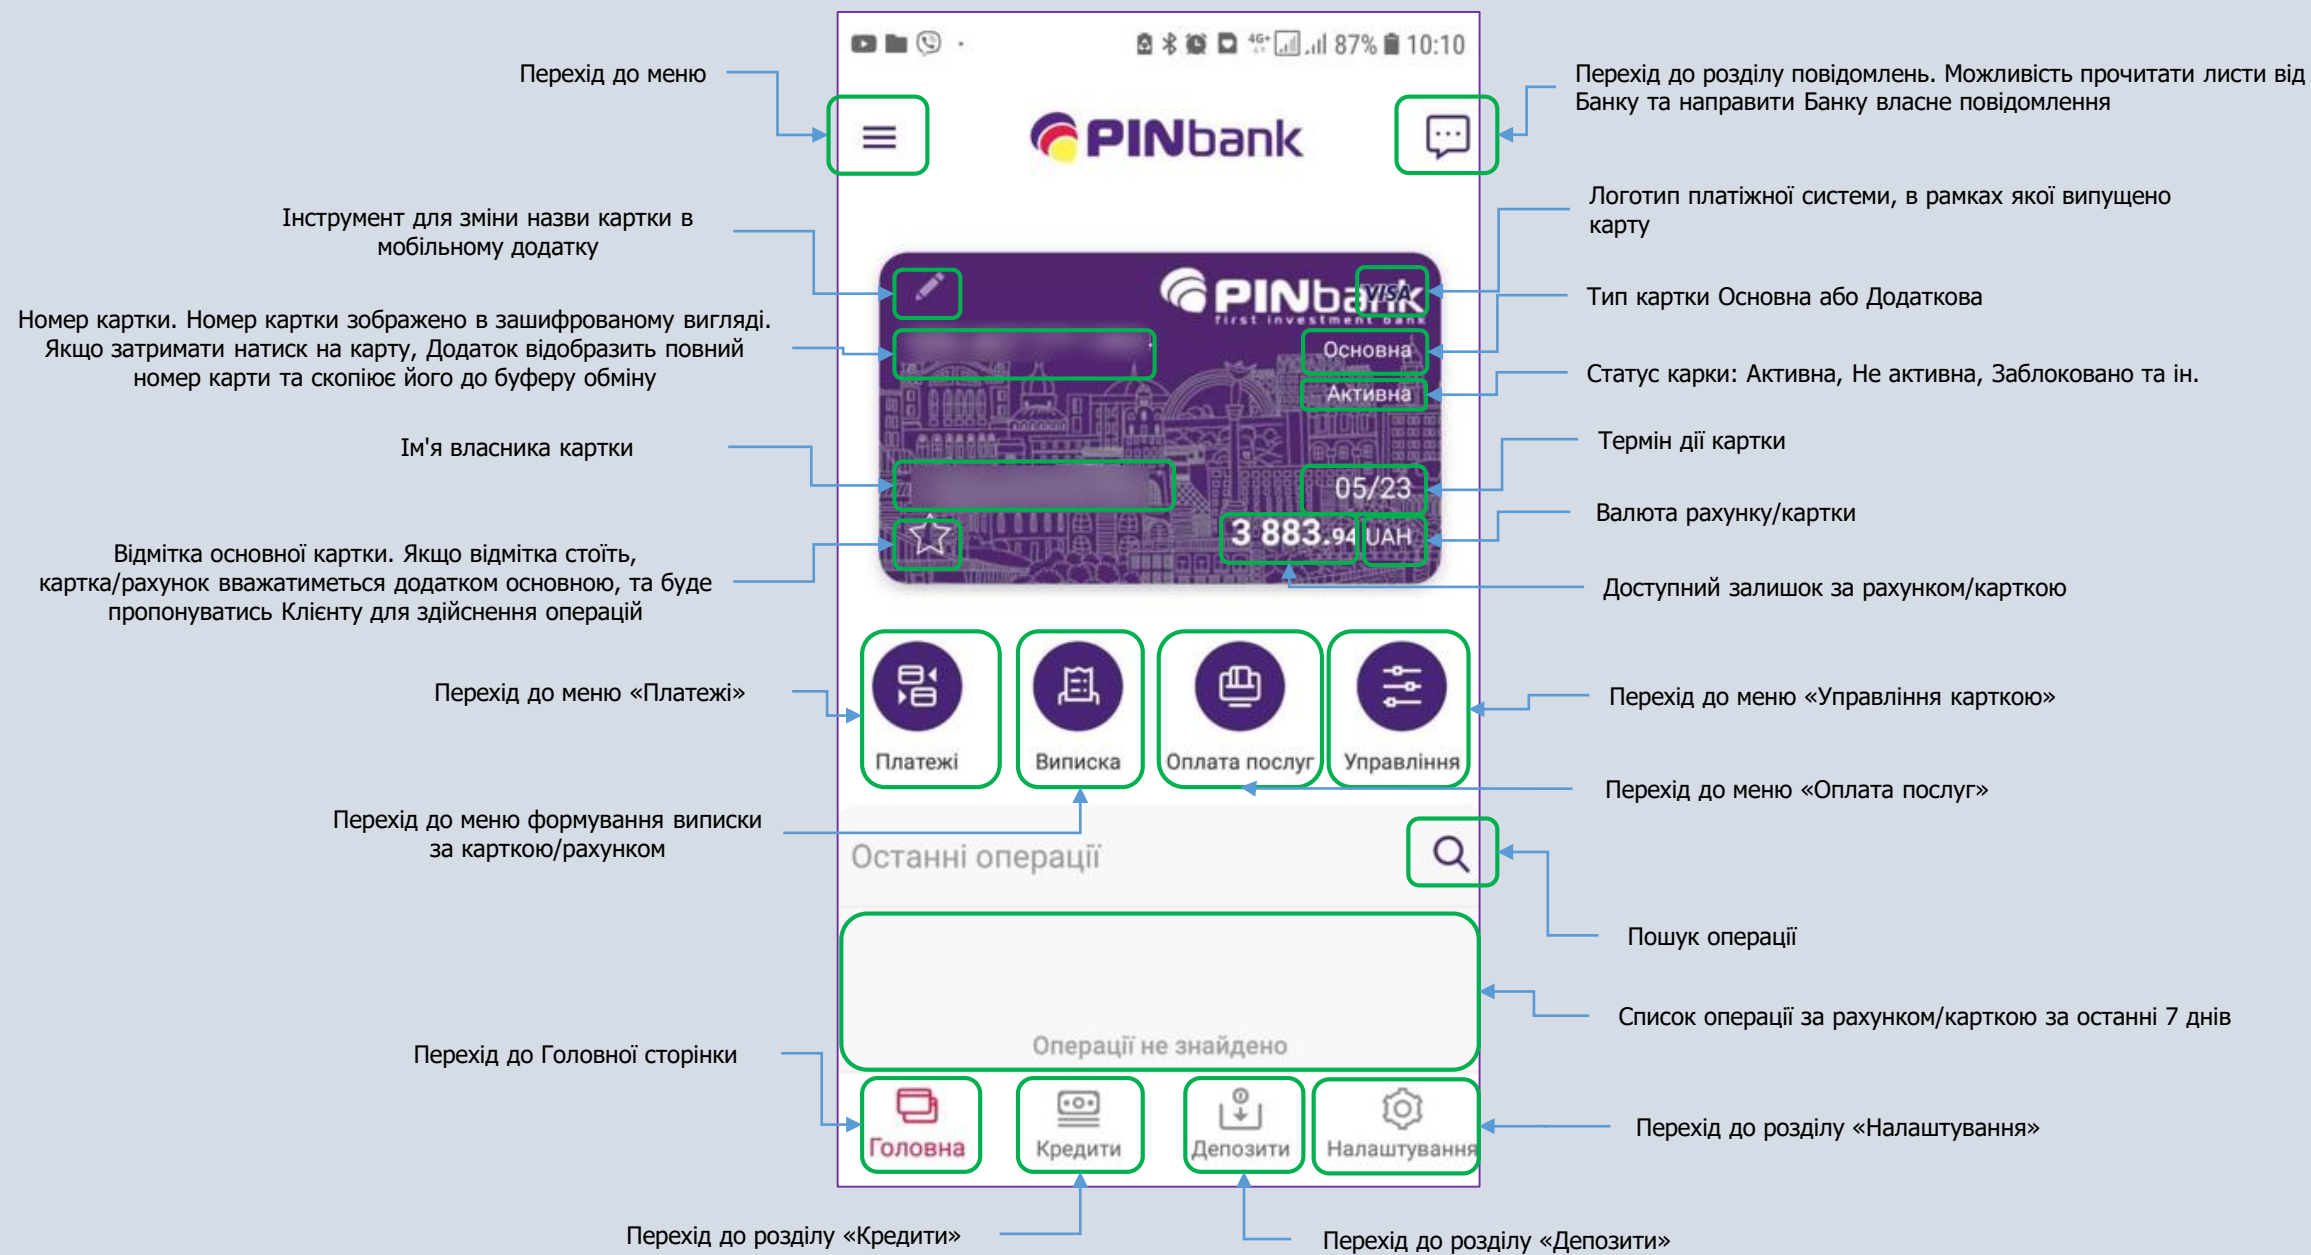 87% 10:10
4G+
Перехід до меню
Перехід до розділу повідомлень. Можливість прочитати листи від
Банку та направити Банку власне повідомлення
PINbank
Інструмент для зміни назви картки в
мобільному додатку
Логотип платіжної системи, в рамках якої випущено
карту
PINbank
VISA
first investment bank
Тип картки Основна або Додаткова
Номер картки. Номер картки зображено в зашифрованому вигляді.
Якщо затримати натиск на карту, Додаток відобразить повний
номер карти та скопіює його до буферу обміну
Основна
Статус карки: Активна, Не активна, Заблоковано та ін.
Активна
Ім'я власника картки
Термін дії картки
05/23
Валюта рахунку/картки
3 883.94 UAH
Відмітка основної картки. Якщо відмітка стоїть,
картка/рахунок вважатиметься додатком основною, та буде
пропонуватись Клієнту для здійснення операцій
Доступний залишок за рахунком/карткою
Перехід до меню «Платежі»
Перехід до меню «Управління карткою»
Платежі
Виписка
Оплата послуг
Управління
Перехід до меню «Оплата послуг»
Перехід до меню формування виписки
за карткою/рахунком
Останні операції
Пошук операції
Список операції за рахунком/карткою за останні 7 днів
Операції не знайдено
Перехід до Головної сторінки
Головна
Кредити
Депозити
Налаштування
Перехід до розділу «Налаштування»
Перехід до розділу «Кредити»
Перехід до розділу «Депозити»